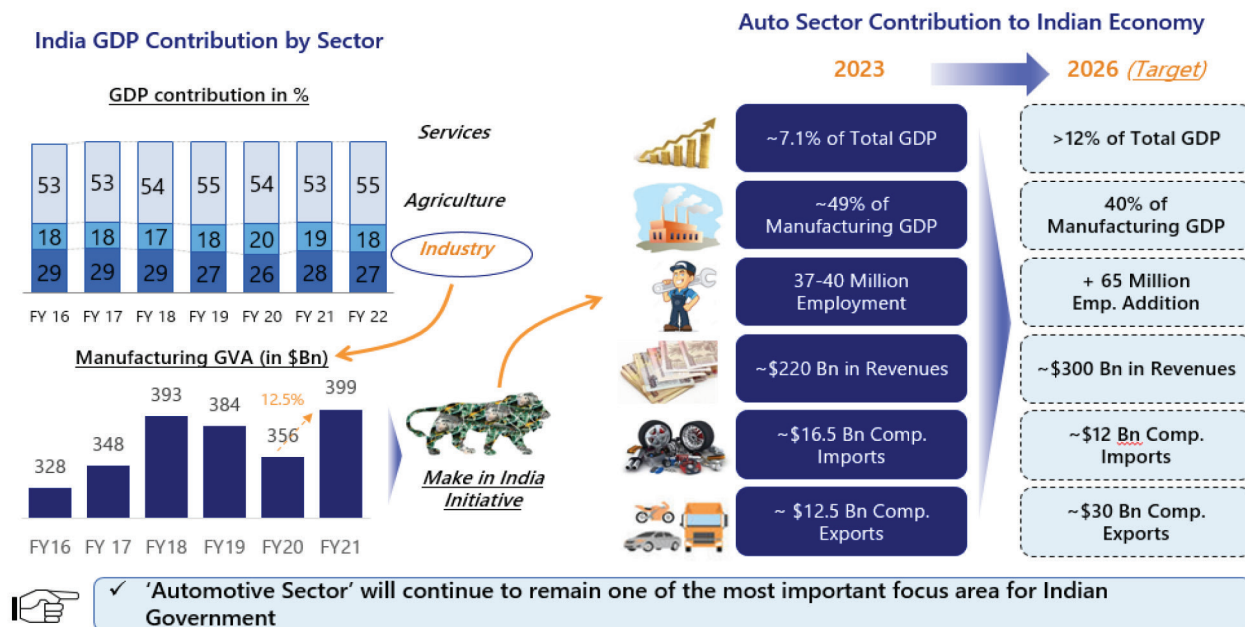 India GDP Contribution by Sector
GDP contribution in %
53 53 54 55 54 53 55
18 18 17 18 20 19 18
29 29 29 27 26 28 27
FY 16 FY 17 FY 18 FY 19 FY 20 FY 21 FY 22
Services
Agriculture
Industry
Manufacturing GVA (in $Bn)
328 348 393 384 356 399
12.5%
FY16 FY 17 FY18 FY19 FY20 FY21
Make in India
Initiative
Auto Sector Contribution to Indian Economy
2023
2026 (Target)
~7.1% of Total GDP
>12% of Total GDP
~49% of
Manufacturing GDP
40% of
Manufacturing GDP
37-40 Million
Employment
+ 65 Million
Emp. Addition
~$220 Bn in Revenues
~$300 Bn in Revenues
~$16.5 Bn Comp.
Imports
~$12 Bn Comp.
Imports
~ $12.5 Bn Comp.
Exports
~$30 Bn Comp.
Exports
✓ ‘Automotive Sector’ will continue to remain one of the most important focus area for Indian
Government